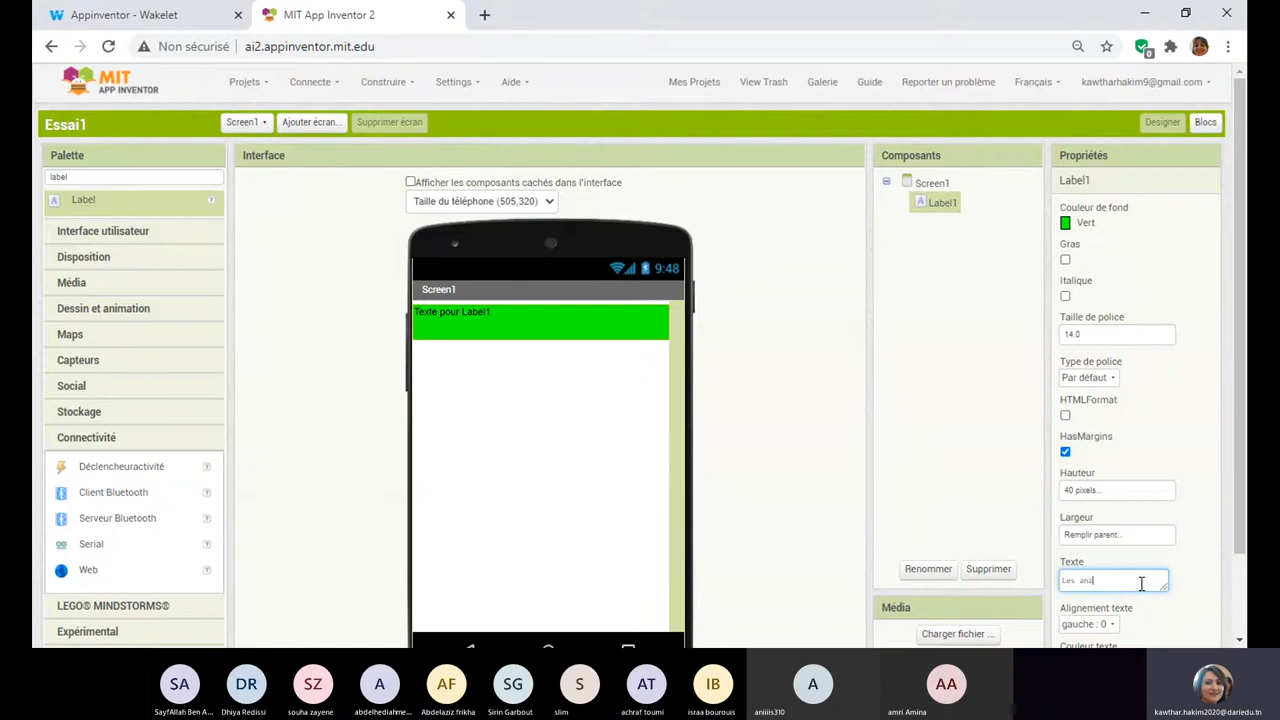 Appinventor - Wakelet
MIT App Inventor 2
Non sécurisé
ai2.appinventor.mit.edu
0
MIT
APP INVENTOR
Projets
Connecte
Construire
Settings
Aide
Mes Projets
View Trash
Galerie
Guide
Reporter un problème
Français
kawtharhakim9@gmail.com
Essai1
Screen1
Ajouter écran...
Supprimer écran
Designer
Blocs
Palette
label
Label
Interface utilisateur
Disposition
Média
Dessin et animation
Maps
Capteurs
Social
Stockage
Connectivité
Déclencheuractivité
Client Bluetooth
Serveur Bluetooth
Serial
Web
LEGO® MINDSTORMS®
Expérimental
Interface
Afficher les composants cachés dans l'interface
Taille du téléphone (505,320)
9:48
Screen1
Texte pour Label1
Composants
Screen1
A Label1
Renommer
Supprimer
Média
Charger fichier ...
Propriétés
Label1
Couleur de fond
Vert
Gras
Italique
Taille de police
14.0
Type de police
Par défaut
HTMLFormat
HasMargins
Hauteur
40 pixels...
Largeur
Remplir parent...
Texte
Les ani
Alignement texte
gauche : 0
Couleur texte
SA
DR
SZ
A
AF
SG
S
AT
IB
A
AA
SayfAllah Ben A...
Dhiya Redissi
souha zayene
abdelhediahme...
Abdelaziz frikha
Sirin Garbout
slim
achraf toumi
israa bourouis
aniiiis310
amri Amina
kawthar.hakim2020@dariedu.tn